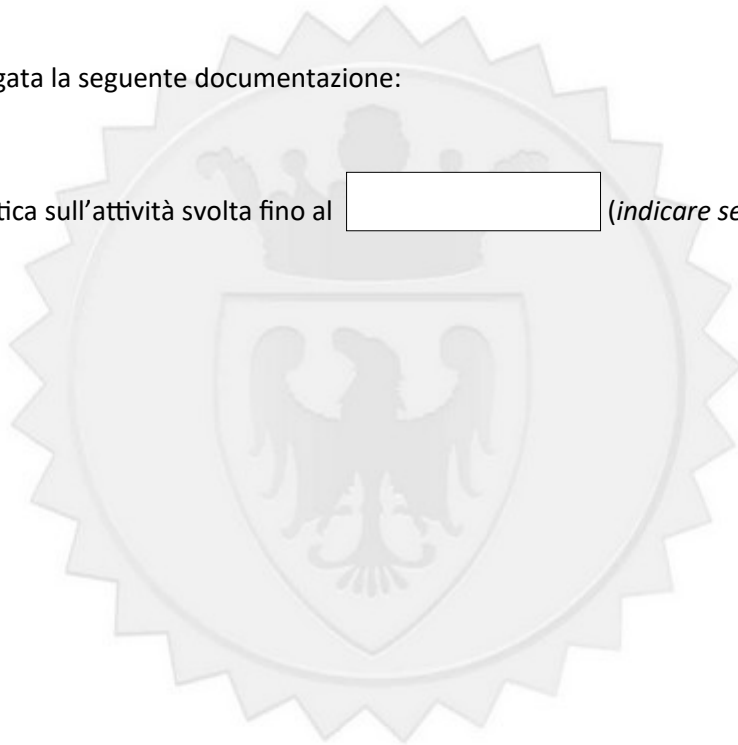 gata la seguente documentazione:
tica sull’attività svolta fino al (indicare se